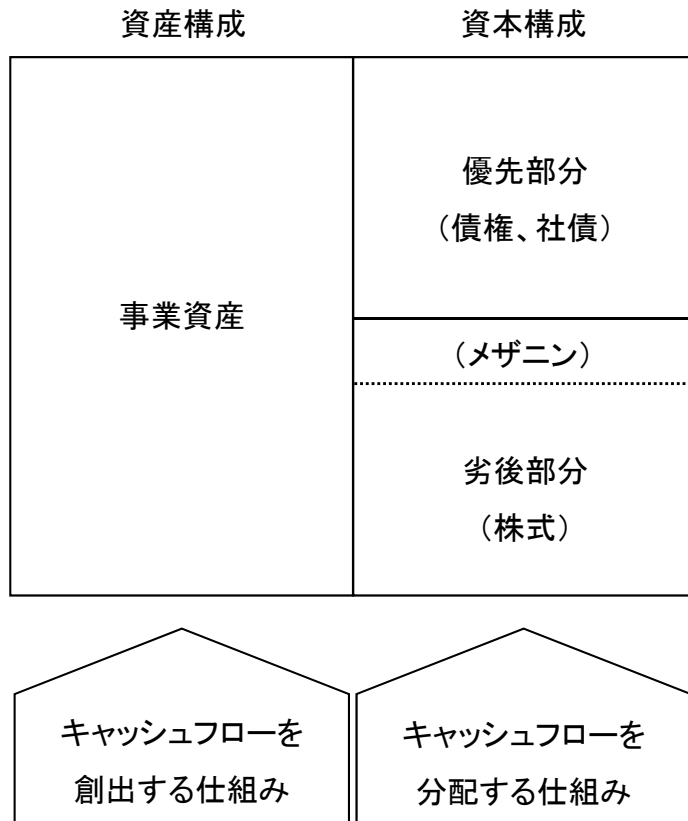 資産構成
資本構成
事業資産
優先部分
（債権、社債）
（メザニン）
劣後部分
（株式）
キャッシュフローを
創出する仕組み
キャッシュフローを
分配する仕組み